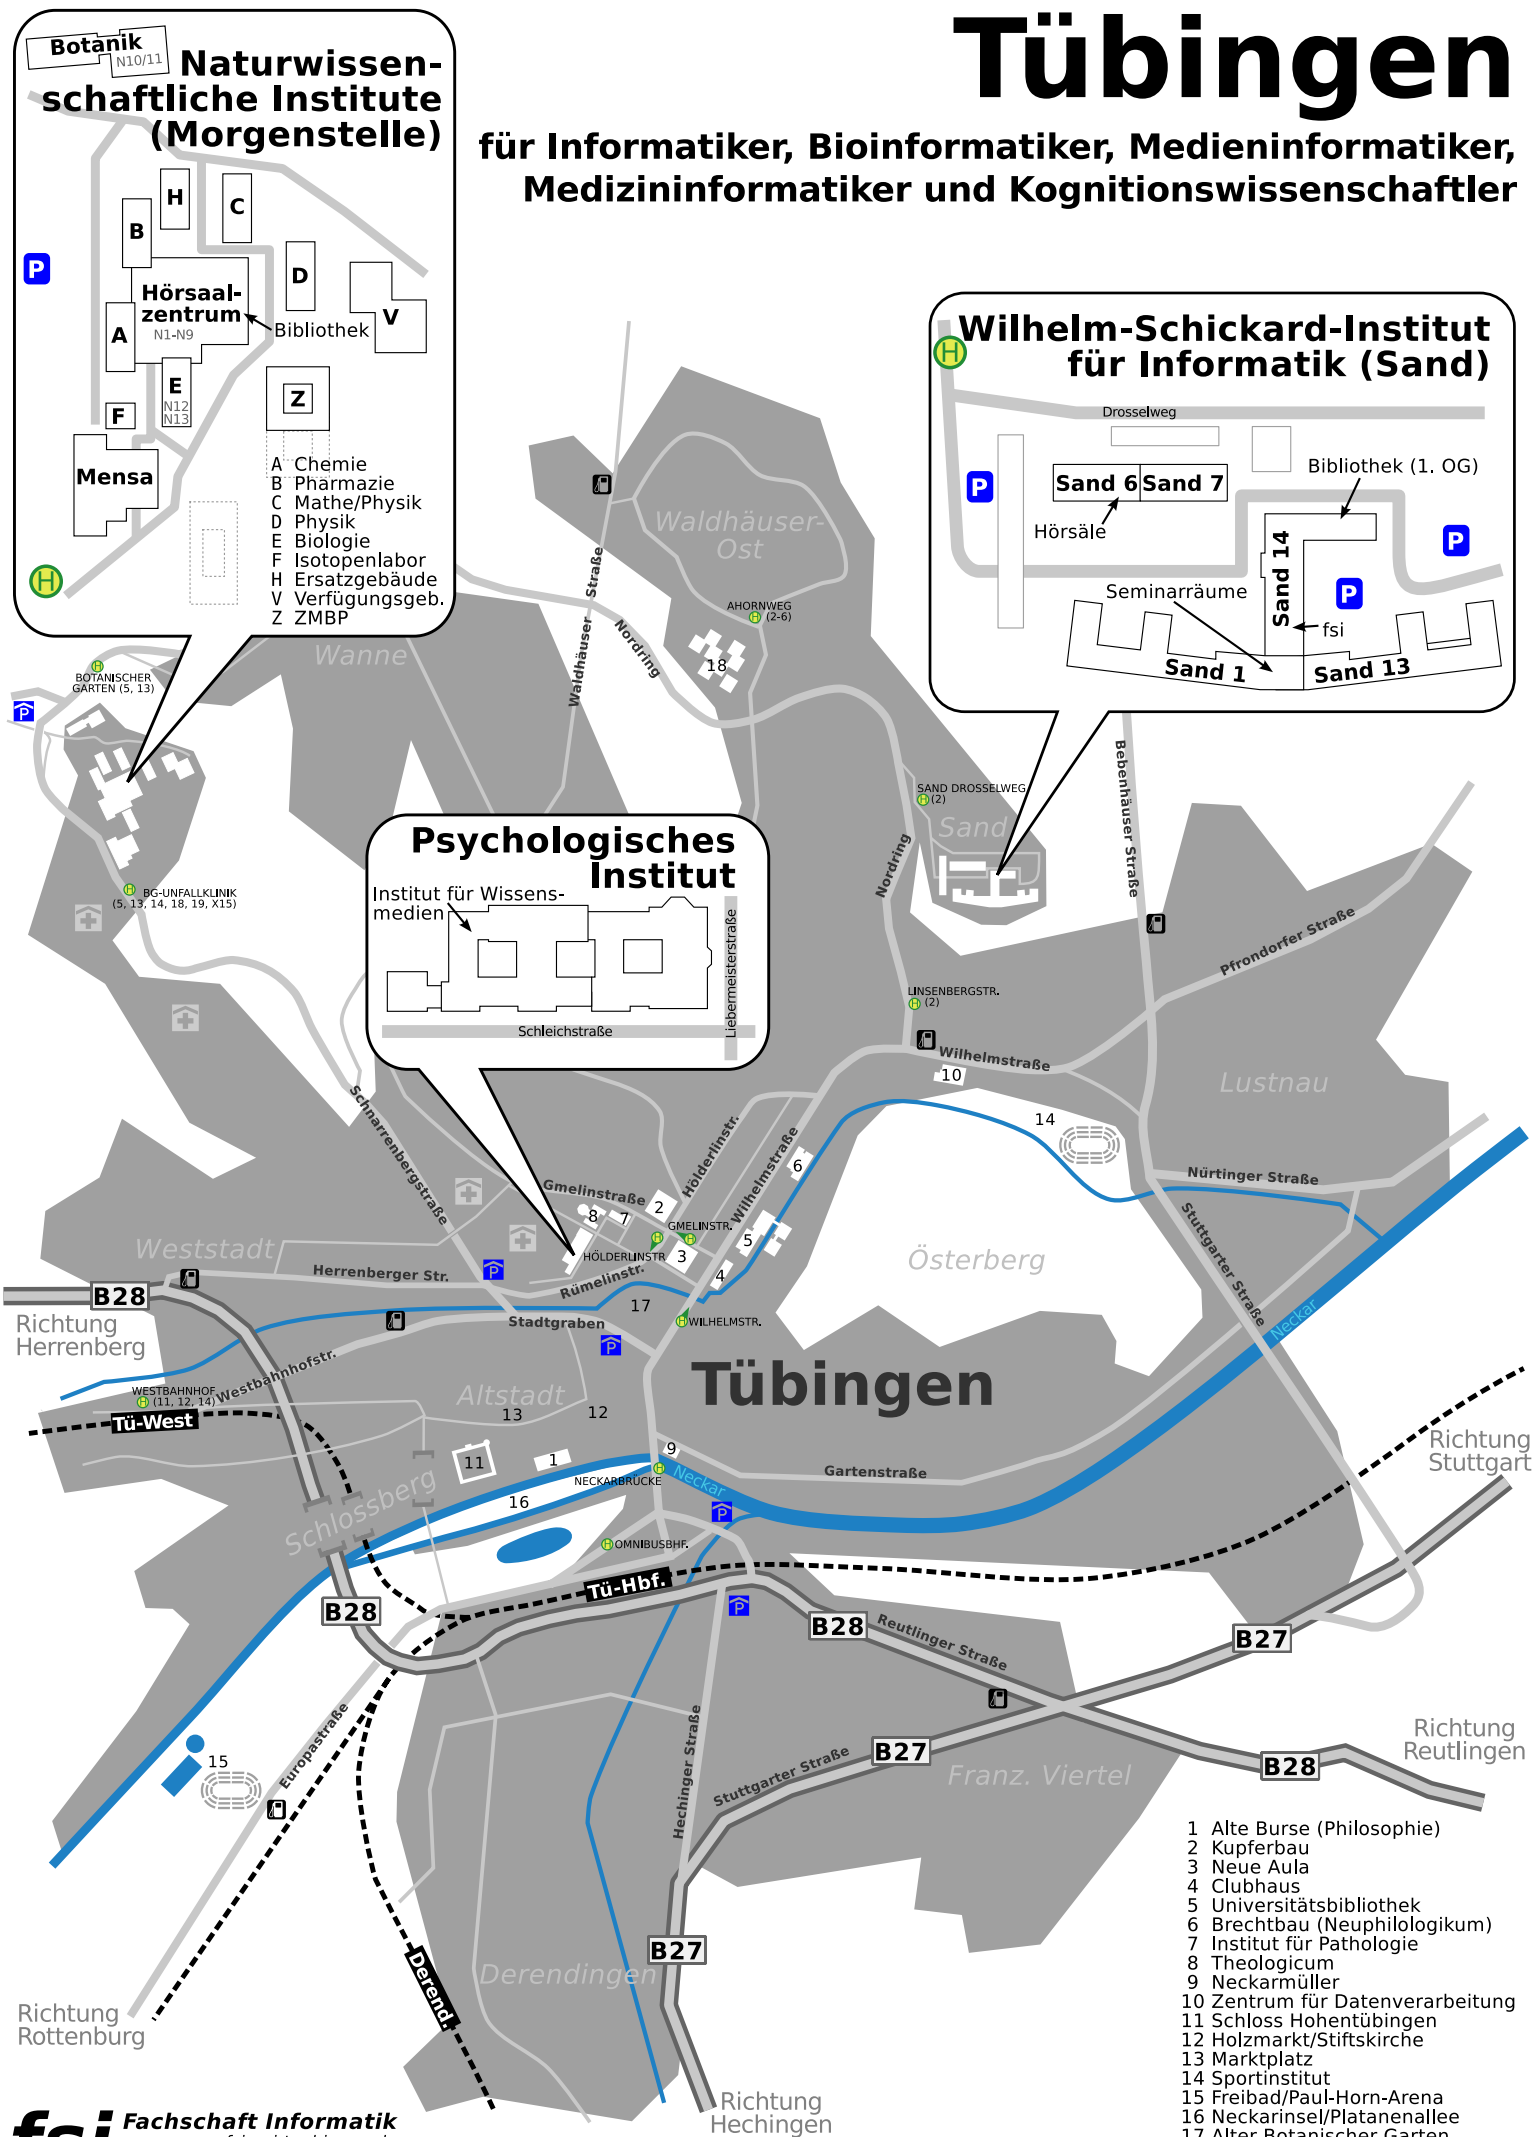 Tübingen
für Informatiker, Bioinformatiker, Medieninformatiker,
Medizininformatiker und Kognitionswissenschaftler
Botanik
N10/11
Naturwissen-
schaftliche Institute
(Morgenstelle)
H
C
B
P
D
Hörsaal-
zentrum
N1-N9
Bibliothek
V
A
E
N12
N13
Z
F
Mensa
A Chemie
B Pharmazie
C Mathe/Physik
D Physik
E Biologie
F Isotopenlabor
H Ersatzgebäude
V Verfügungsgeb.
Z ZMBP
H
Wilhelm-Schickard-Institut
für Informatik (Sand)
H
Drosselweg
P
Sand 6
Sand 7
Bibliothek (1. OG)
Hörsäle
P
Sand 14
Seminarräume
P
fsi
Sand 1
Sand 13
Waldhäuser-
Ost
Waldhäuser Straße
AHORNWEG
H (2-6)
Nordring
18
Wanne
H
BOTANISCHER
GARTEN (5, 13)
P
Bebenhäuser Straße
SAND DROSSELWEG
H (2)
Sand
Nordring
Psychologisches
Institut
Institut für Wissens-
medien
Liebermeisterstraße
Schleichstraße
H BG-UNFALLKLINIK
(5, 13, 14, 18, 19, X15)
Pfrondorfer Straße
LINSENBERGSTR.
H (2)
Wilhelmstraße
10
Lustnau
14
Schnarrenbergstraße
Hölderlinstr.
Wilhelmstraße
6
Nürtinger Straße
Gmelinstraße
2
8
7
GMELINSTR.
H
H
HÖLDERLINSTR
3
5
4
Stuttgarter Straße
Weststadt
Österberg
Herrenberger Str.
P
Rümelinstr.
17
B28
Richtung
Herrenberg
Stadtgraben
H WILHELMSTR.
P
Neckar
Westbahnhofstr.
Tübingen
WESTBAHNHOF
H (11, 12, 14)
Tü-West
Altstadt
13
12
11
1
9
NECKARBRÜCKE
H
Neckar
Gartenstraße
Richtung
Stuttgart
Schlossberg
16
P
H OMNIBUSBHF.
Tü-Hbf.
P
B28
B28
Reutlinger Straße
B27
Europastraße
15
Hechinger Straße
Stuttgarter Straße
B27
Franz. Viertel
B28
Richtung
Reutlingen
B27
Derendingen
Derend.
Richtung
Rottenburg
Richtung
Hechingen
1 Alte Burse (Philosophie)
2 Kupferbau
3 Neue Aula
4 Clubhaus
5 Universitätsbibliothek
6 Brechtbau (Neuphilologikum)
7 Institut für Pathologie
8 Theologicum
9 Neckarmüller
10 Zentrum für Datenverarbeitung
11 Schloss Hohentübingen
12 Holzmarkt/Stiftskirche
13 Marktplatz
14 Sportinstitut
15 Freibad/Paul-Horn-Arena
16 Neckarinsel/Platanenallee
17 Alter Botanischer Garten
fsi
Fachschaft Informatik